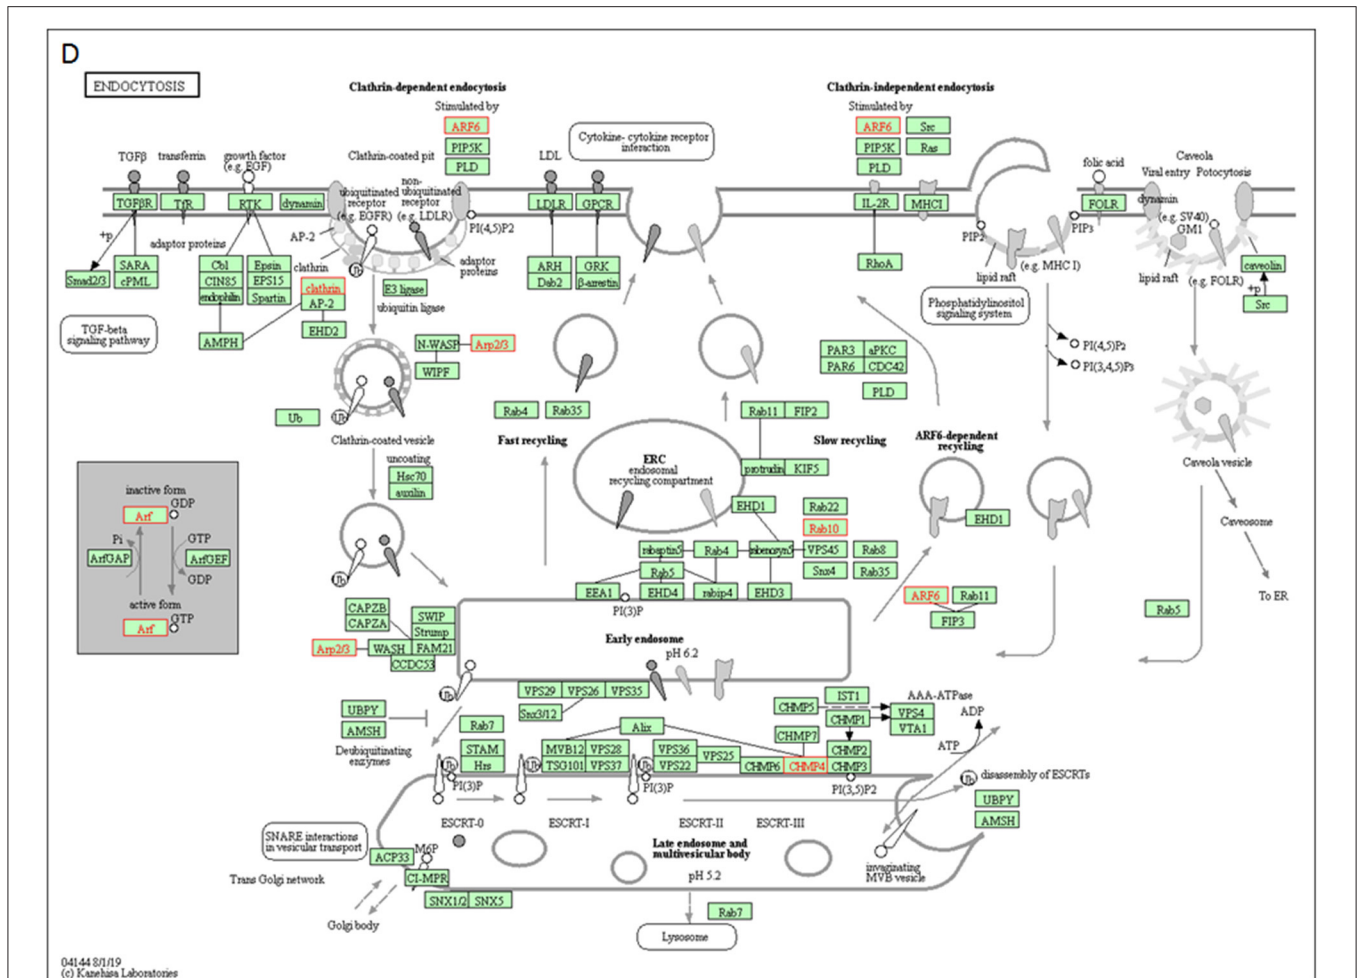 D
ENDOCYTOSIS
Clathrin-dependent endocytosis
Stimulated by
ARF6
PIP5K
PLD
Clathrin-independent endocytosis
Stimulated by
ARF6
Src
PIP5K
Ras
PLD
Cytokine- cytokine receptor
interaction
TGFβ
transferrin
growth factor
(e.g. EGF)
Clathrin-coated pit
LDL
folic acid
Caveola
Viral entry
Potocytosis
TGFβR
TfR
RTK
dynamin
ubiquitinated
receptor
(e.g. EGFR)
non-
ubiquitinated
receptor
(e.g. LDLR)
LDLR
GPCR
IL-2R
MHCI
FOLR
dynamin
(e.g. SV40)
GM1
PI(4,5)P2
PIP2
PIP3
+p
adaptor proteins
AP-2
clathrin
Ub
adaptor
proteins
lipid raft
(e.g. MHC I)
lipid raft
(e.g. FOLR)
caveolin
+p
Src
Smad2/3
SARA
cPML
Cbl
CIN85
endophilin
Epsin
EPS15
Spartin
clathrin
AP-2
EHD2
AMPH
E3 ligase
ubiquitin ligase
ARH
Dab2
GRK
β-arrestin
RhoA
TGF-beta
signaling pathway
Phosphatidylinositol
signaling system
N-WASP
Arp2/3
WIPF
PI(4,5)P2
PI(3,4,5)P3
PAR3
aPKC
PAR6
CDC42
PLD
Ub
Ub
Clathrin-coated vesicle
Rab4
Rab35
Fast recycling
Rab11
FIP2
Slow recycling
ARF6-dependent
recycling
Caveola vesicle
uncoating
Hsc70
auxilin
ERC
endosomal
recycling compartment
protrudin
KIF5
EHD1
Rab22
Rab10
EHD1
Caveosome
To ER
inactive form
Arf
GDP
Pi
GTP
ArfGAP
ArfGEF
GDP
active form
Arf
GTP
Ub
rabaptin5
Rab4
rabenosyn5
VPS45
Rab8
Rab5
Snx4
Rab35
EEA1
EHD4
rabip4
EHD3
PI(3)P
ARF6
Rab11
FIP3
Rab5
CAPZB
CAPZA
SWIP
Strump
Arp2/3
WASH
FAM21
CCDC53
Early endosome
pH 6.2
Ub
VPS29
VPS26
VPS35
Snx3/12
UBPY
AMSH
Deubiquitinating
enzymes
Rab7
STAM
Hrs
Alix
MVB12
VPS28
TSG101
VPS37
VPS36
VPS22
VPS25
CHMP5
IST1
CHMP1
CHMP7
CHMP2
CHMP6
CHMP4
CHMP3
AAA-ATPase
VPS4
VTA1
ADP
ATP
Ub
PI(3)P
Ub
Ub
PI(3)P
PI(3,5)P2
Ub
disassembly of ESCRTs
UBPY
AMSH
ESCRT-0
ESCRT-I
ESCRT-II
ESCRT-III
SNARE interactions
in vesicular transport
ACP33
M6P
CI-MPR
Trans Golgi network
SNX1/2
SNX5
Golgi body
Late endosome and
multivesicular body
pH 5.2
invaginating
MVB vesicle
Rab7
Lysosome
04144 8/1/19
(c) Kanehisa Laboratories